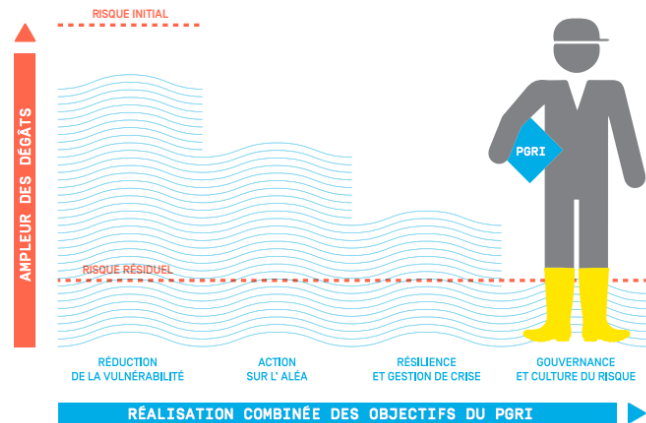 RISQUE INITIAL
AMPLEUR DES DÉGÂTS
PGRI
RISQUE RÉSIDUEL
RÉDUCTION
DE LA VULNÉRABILITÉ
ACTION
SUR L' ALÉA
RÉSILIENCE
ET GESTION DE CRISE
GOUVERNANCE
ET CULTURE DU RISQUE
RÉALISATION COMBINÉE DES OBJECTIFS DU PGRI